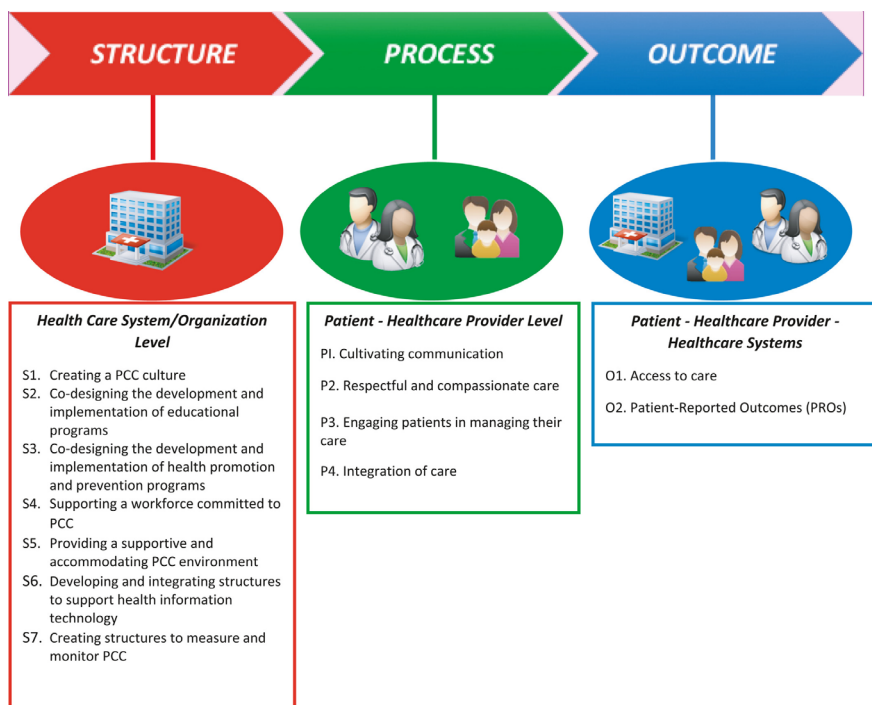 STRUCTURE
PROCESS
OUTCOME
Health Care System/Organization
Level
S1. Creating a PCC culture
S2. Co-designing the development and
implementation of educational
programs
S3. Co-designing the development and
implementation of health promotion
and prevention programs
S4. Supporting a workforce committed to
PCC
S5. Providing a supportive and
accommodating PCC environment
S6. Developing and integrating structures
to support health information
technology
S7. Creating structures to measure and
monitor PCC
Patient - Healthcare Provider Level
PI. Cultivating communication
P2. Respectful and compassionate care
P3. Engaging patients in managing their
care
P4. Integration of care
Patient - Healthcare Provider -
Healthcare Systems
O1. Access to care
O2. Patient-Reported Outcomes (PROs)